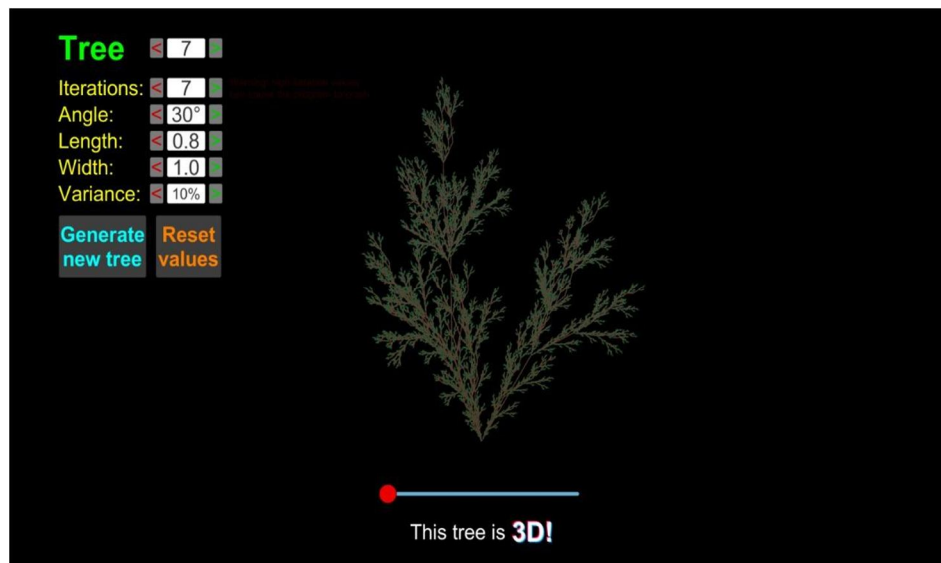 Tree < 7 >
Iterations: < 7 >
Angle: < 30° >
Length: < 0.8 >
Width: < 1.0 >
Variance: < 10% >
Generate
new tree
Reset
values
This tree is 3D!